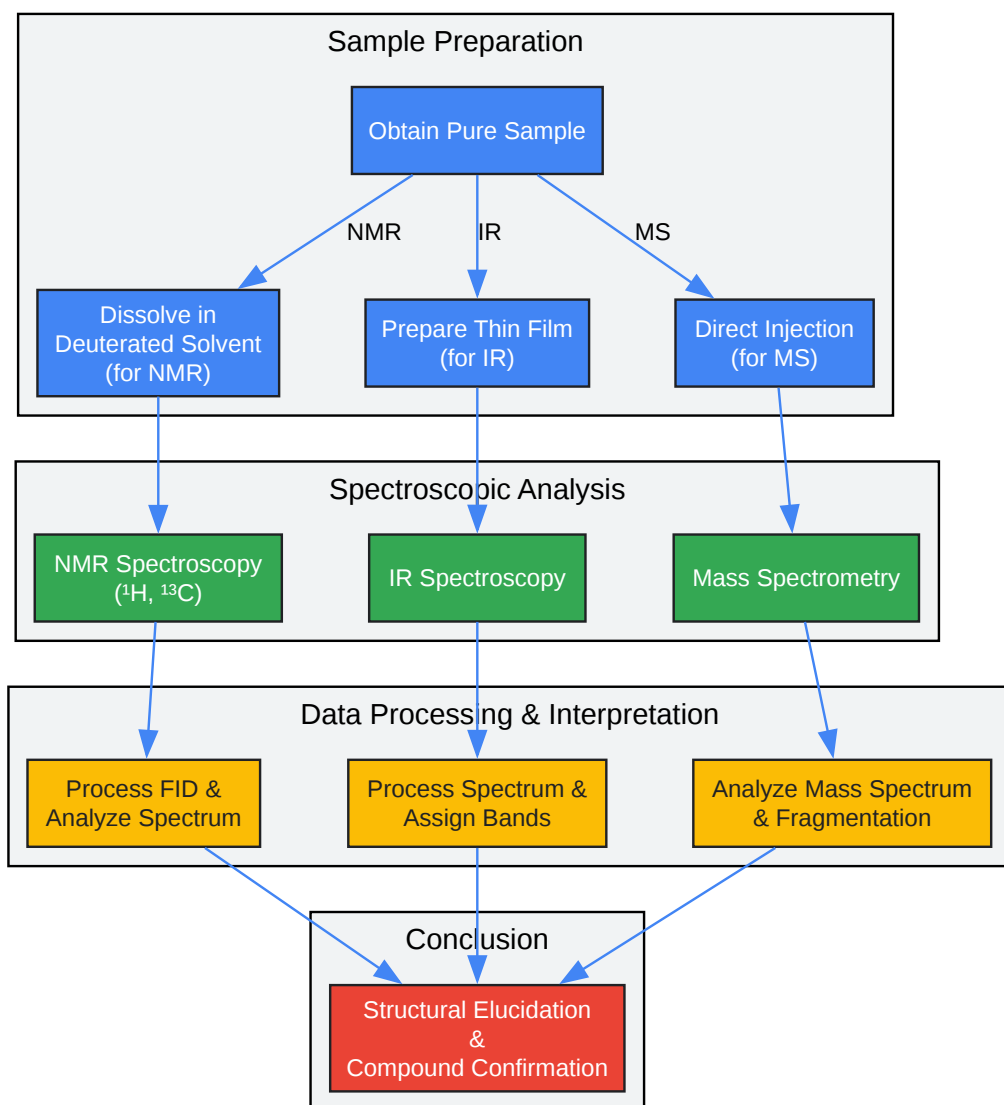 Sample Preparation
Obtain Pure Sample
NMR
IR
MS
Dissolve in
Deuterated Solvent
(for NMR)
Prepare Thin Film
(for IR)
Direct Injection
(for MS)
Spectroscopic Analysis
NMR Spectroscopy
(¹H, ¹³C)
IR Spectroscopy
Mass Spectrometry
Data Processing & Interpretation
Process FID &
Analyze Spectrum
Process Spectrum &
Assign Bands
Analyze Mass Spectrum
& Fragmentation
Conclusion
Structural Elucidation
&
Compound Confirmation